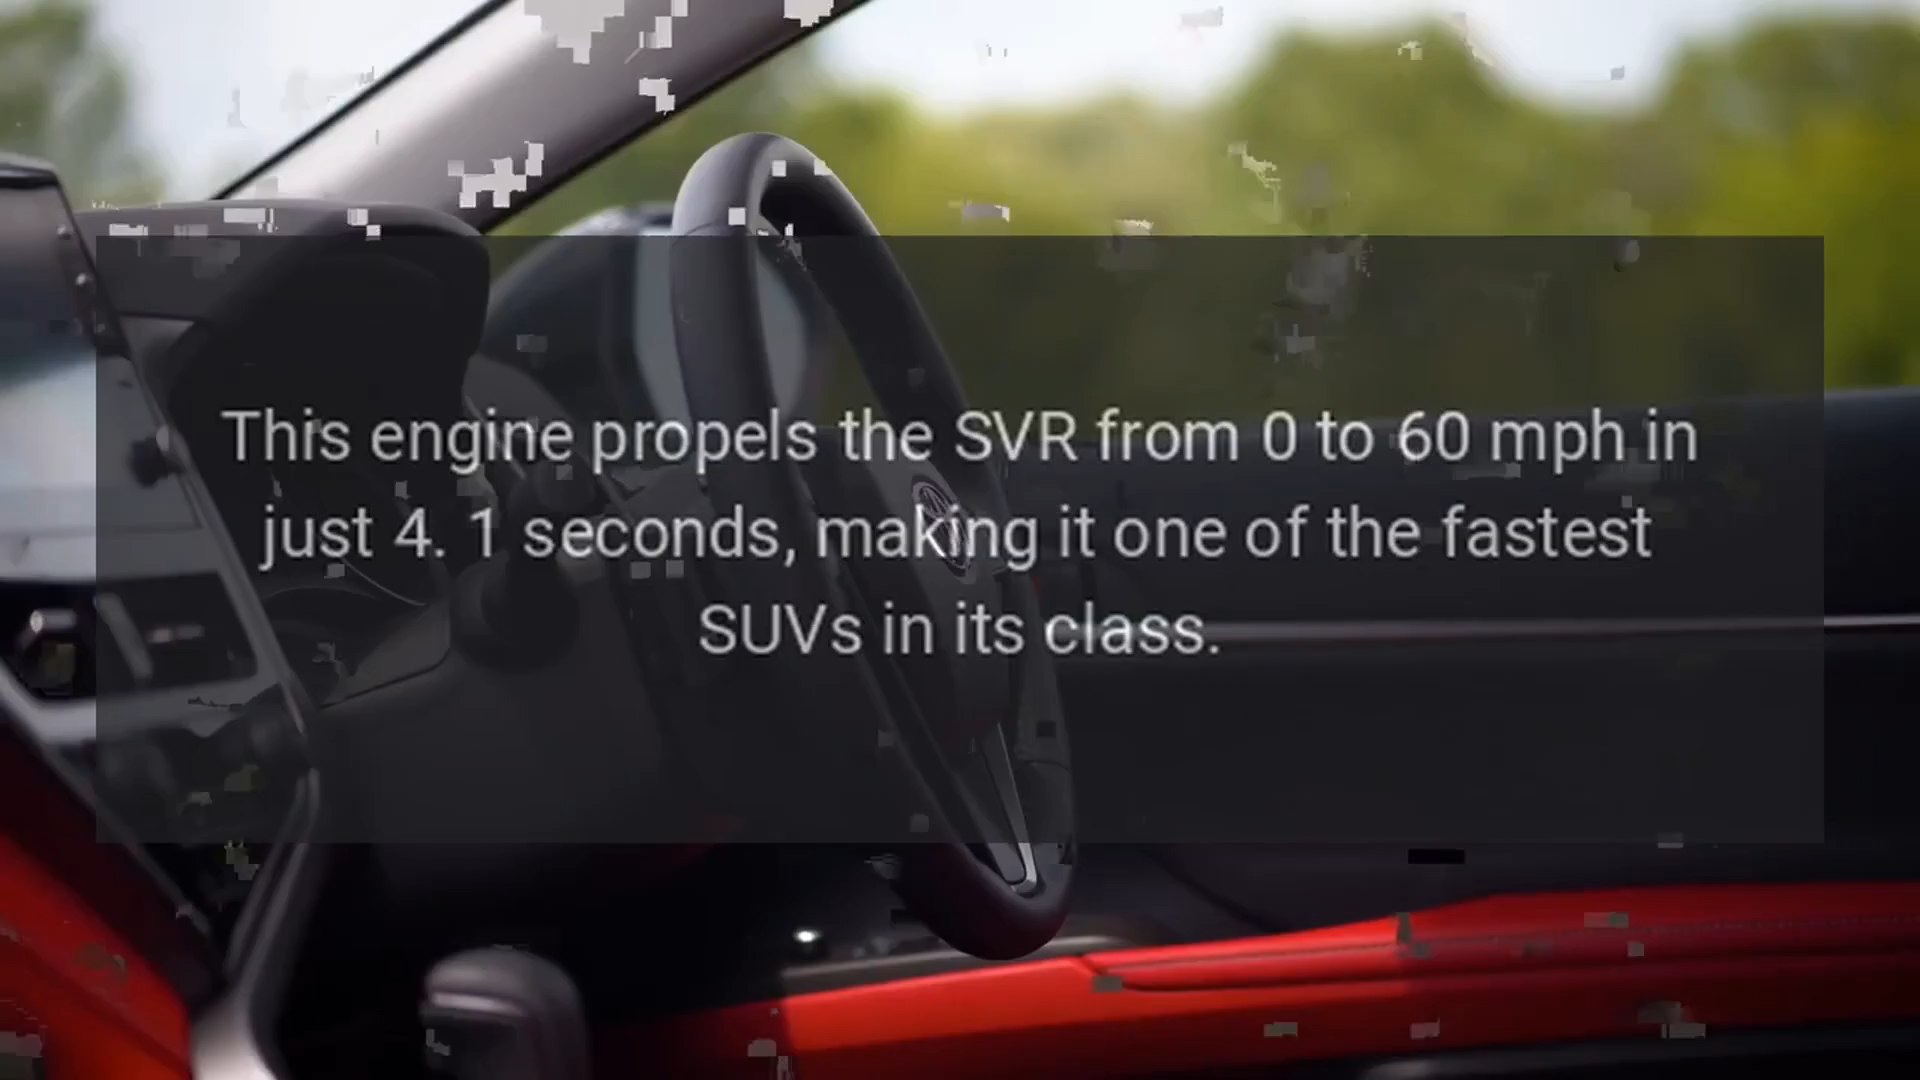 This engine propels the SVR from 0 to 60 mph in
just 4. 1 seconds, making it one of the fastest
SUVs in its class.